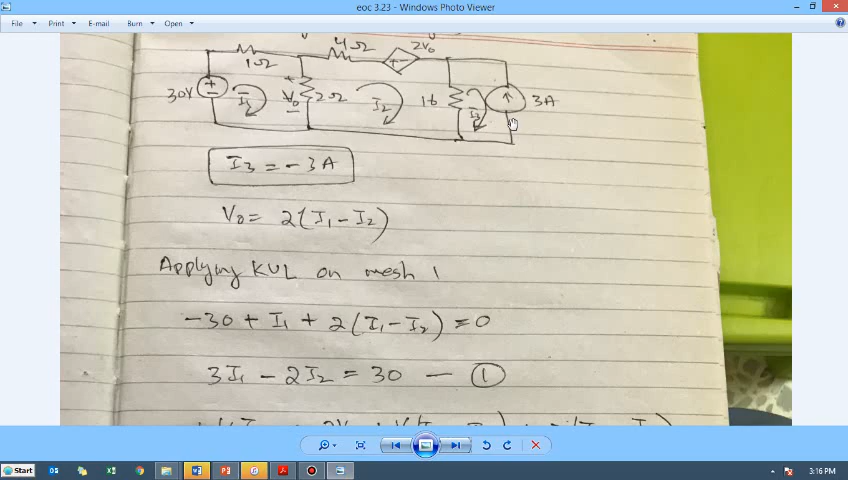 eoc 3.23 - Windows Photo Viewer
File Print E-mail Burn Open
4Ω 2V₀
1Ω
30V I₁ + V₀ - 2Ω I₂ 16 I₃ 3A
I₃ = -3A
V₀ = 2(I₁ - I₂)
Applying KVL on mesh 1
-30 + I₁ + 2(I₁ - I₂) = 0
3I₁ - 2I₂ = 30 — ①
Start
3:16 PM